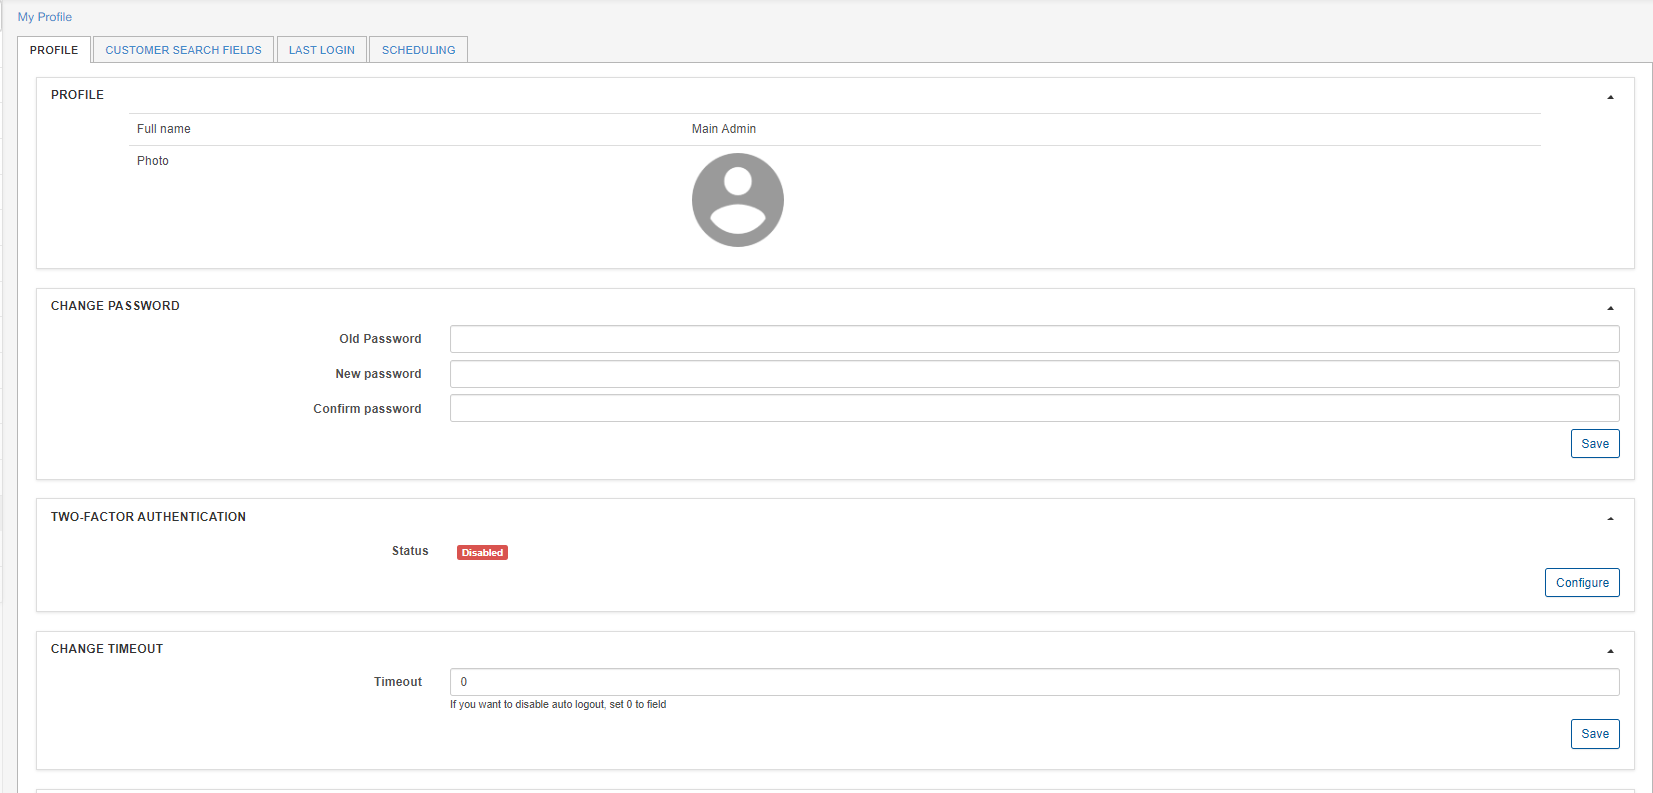 My Profile
PROFILE CUSTOMER SEARCH FIELDS LAST LOGIN SCHEDULING
PROFILE
Full name Main Admin
Photo
CHANGE PASSWORD
Old Password
New password
Confirm password
Save
TWO-FACTOR AUTHENTICATION
Status Disabled
Configure
CHANGE TIMEOUT
Timeout 0
If you want to disable auto logout, set 0 to field
Save